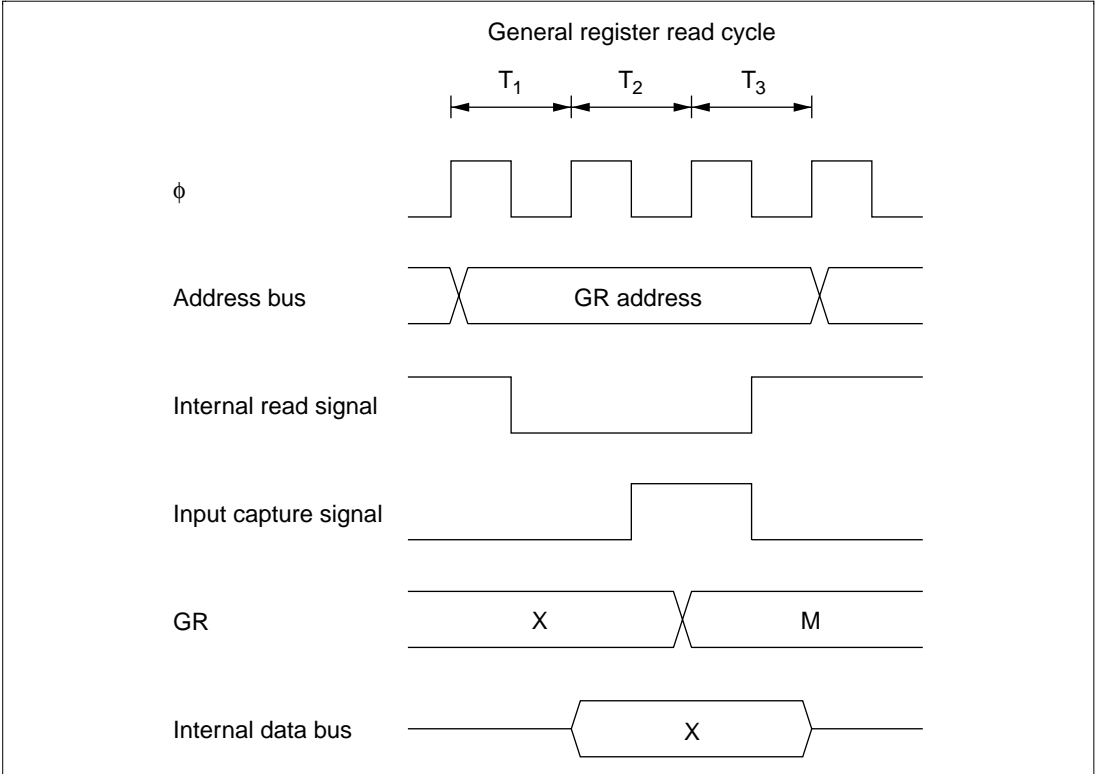 General register read cycle
T1 T2 T3
ϕ
Address bus GR address
Internal read signal
Input capture signal
GR X M
Internal data bus X